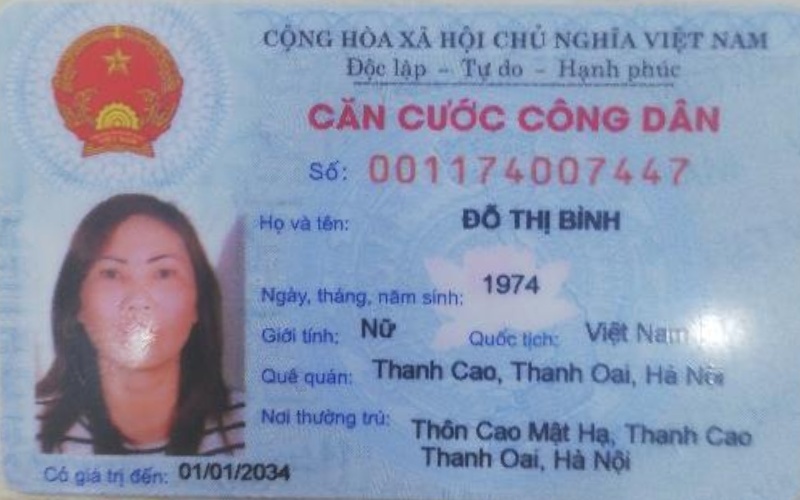 CỘNG HÒA XÃ HỘI CHỦ NGHĨA VIỆT NAM
Độc lập - Tự do - Hạnh phúc
CĂN CƯỚC CÔNG DÂN
Số: 001174007447
Họ và tên: ĐỖ THỊ BÌNH
Ngày, tháng, năm sinh: 1974
Giới tính: Nữ Quốc tịch: Việt Nam
Quê quán: Thanh Cao, Thanh Oai, Hà Nội
Nơi thường trú: Thôn Cao Mật Hạ, Thanh Cao
Thanh Oai, Hà Nội
Có giá trị đến: 01/01/2034